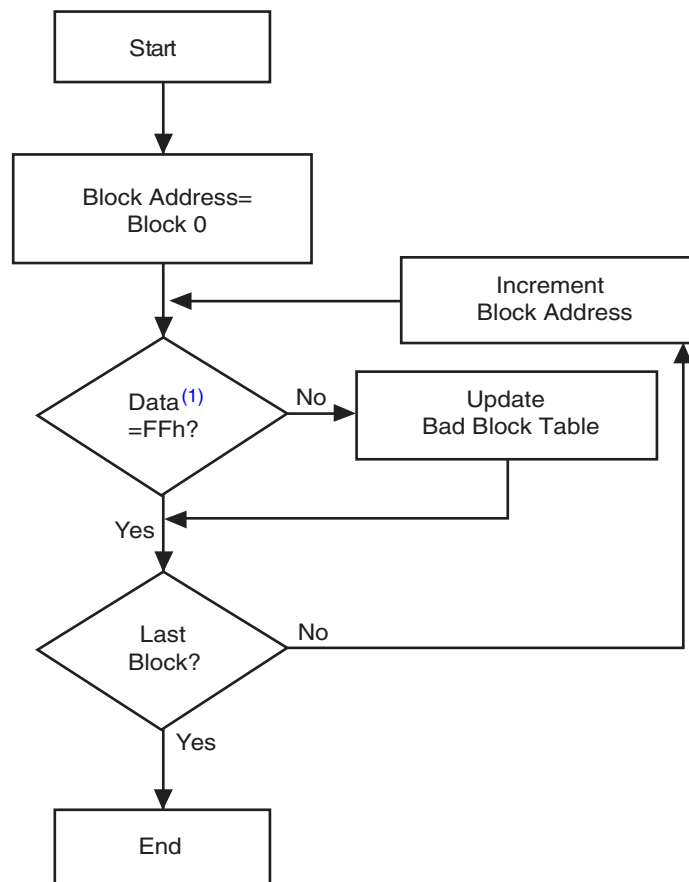 Start
Block Address=
Block 0
Increment
Block Address
Data(1)
=FFh?
No
Update
Bad Block Table
Yes
Last
Block?
No
Yes
End